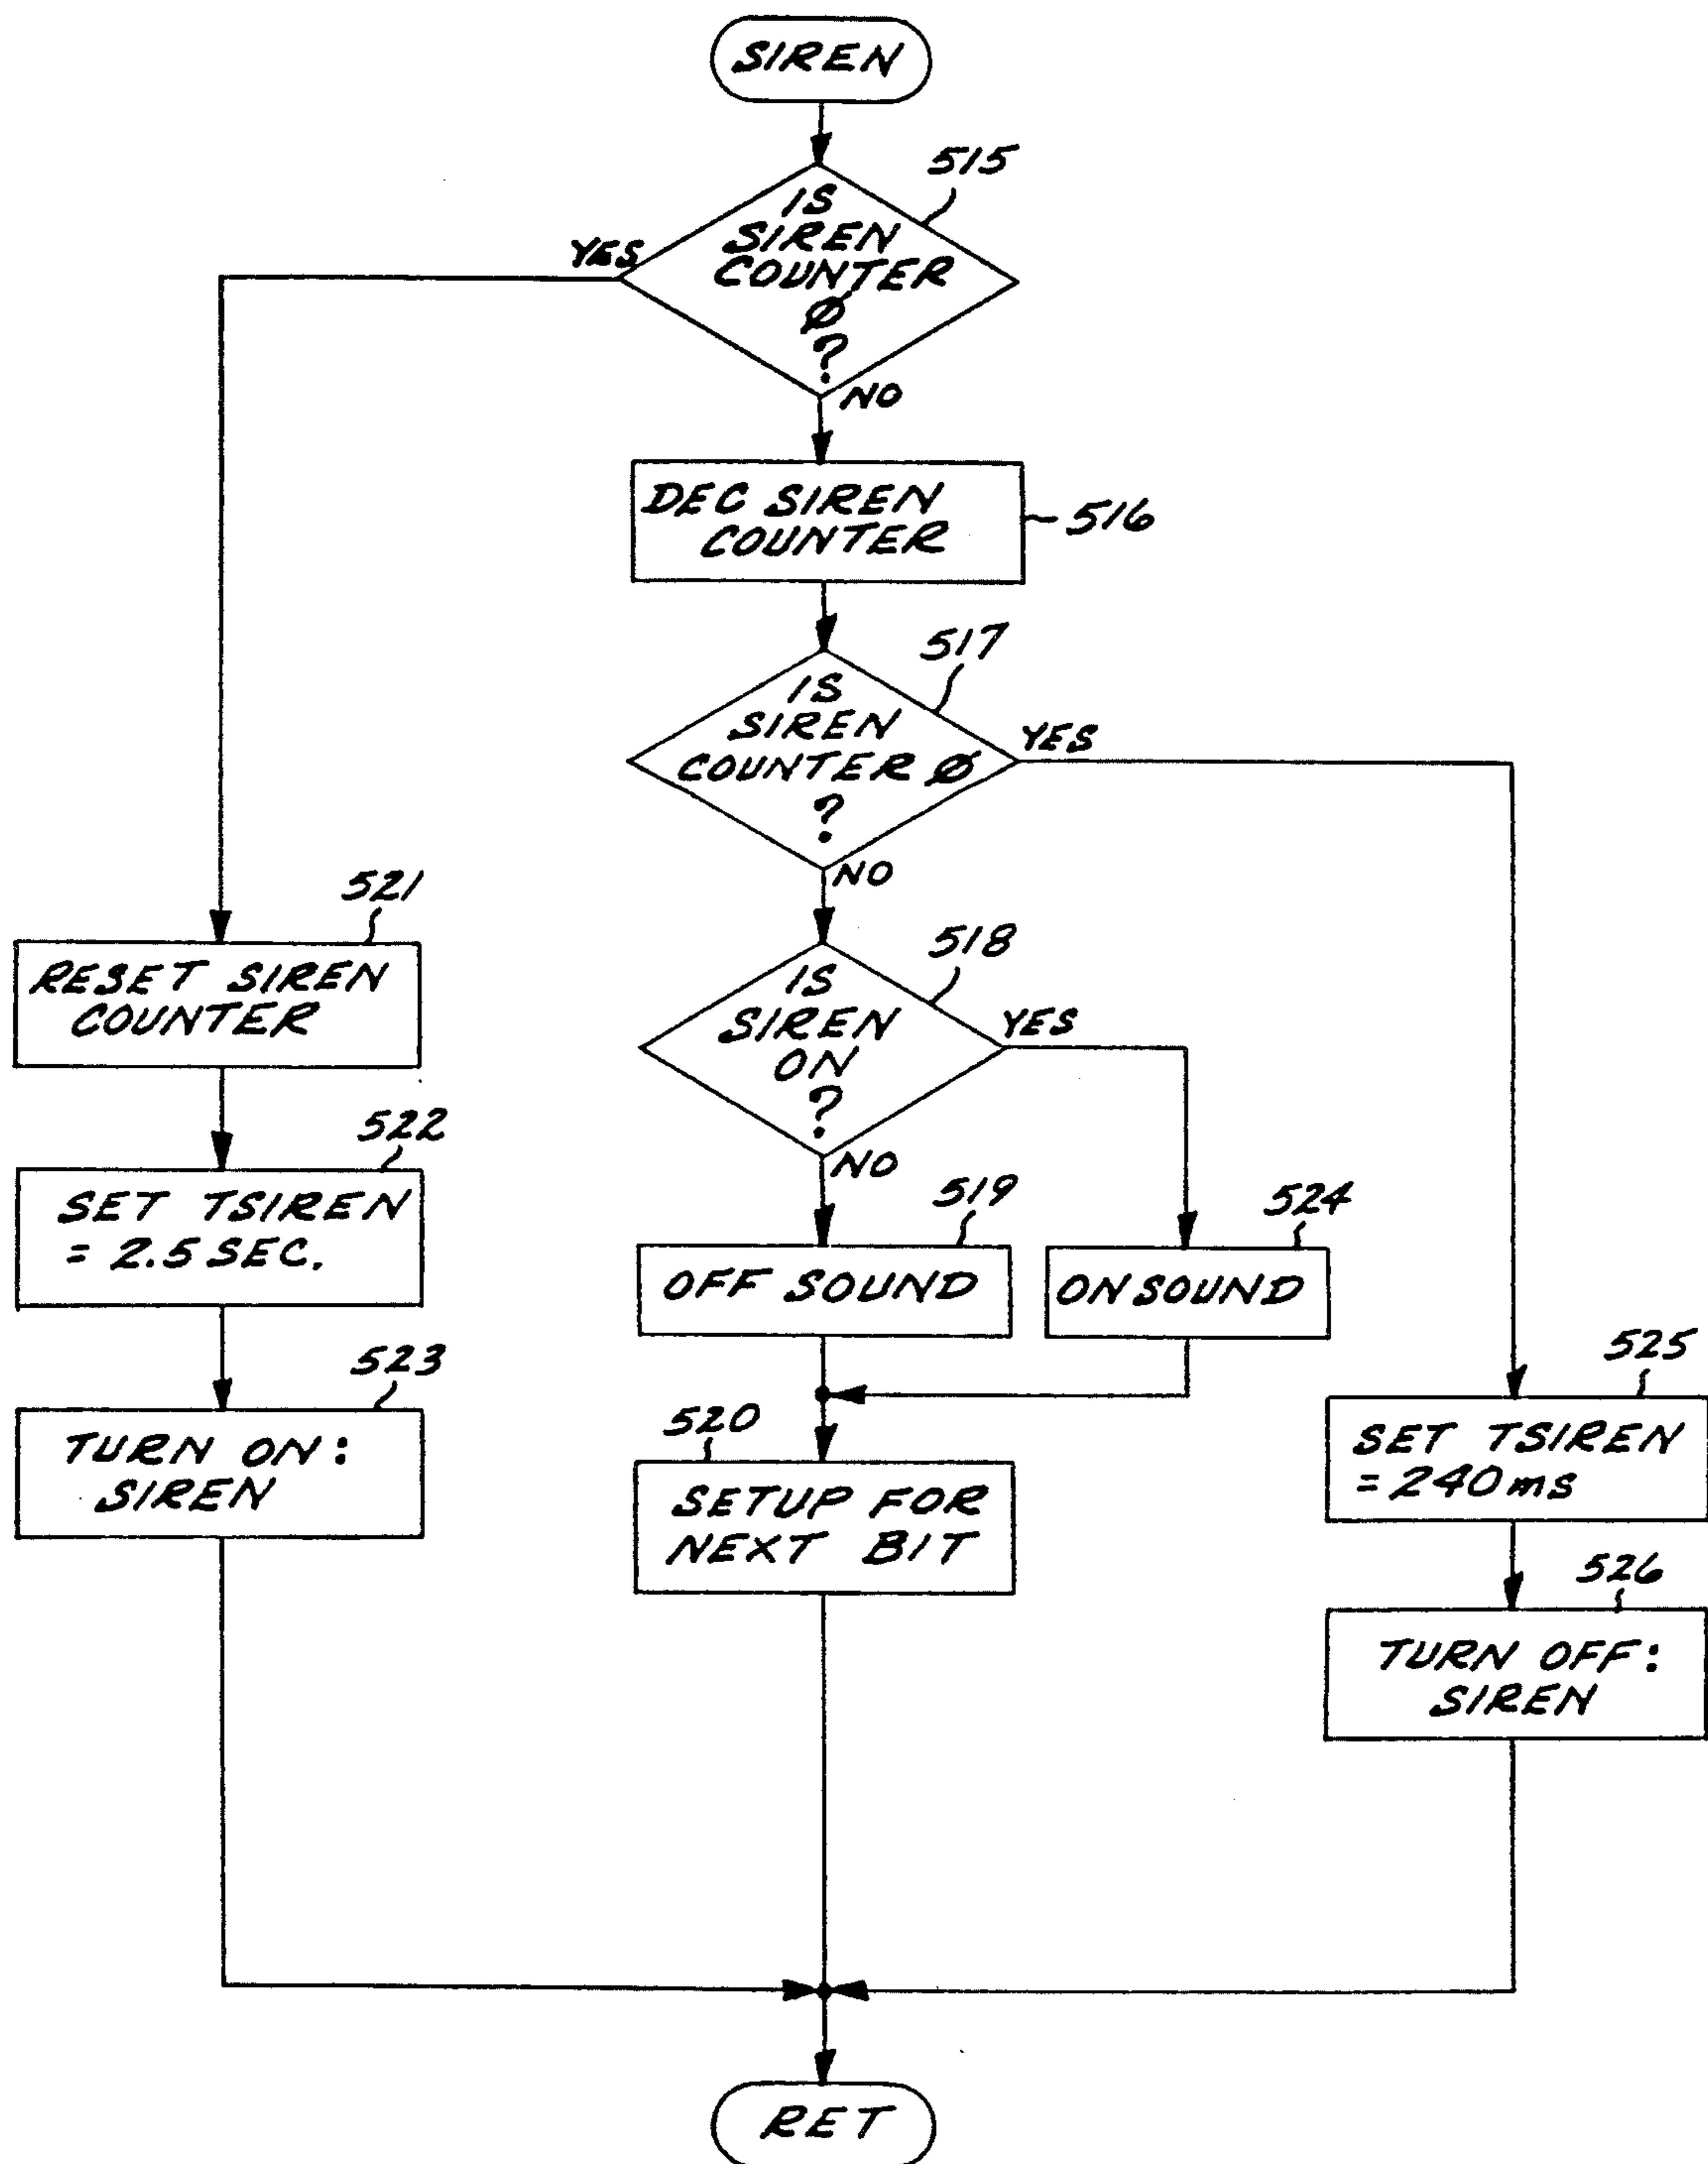 SIREN
515
IS
SIREN
COUNTER
Ø
?
YES
NO
DEC SIREN
COUNTER
516
517
IS
SIREN
COUNTER Ø
?
YES
NO
521
RESET SIREN
COUNTER
518
IS
SIREN
ON
?
YES
NO
522
SET TSIREN
= 2.5 SEC.
519
OFF SOUND
524
ON SOUND
523
TURN ON:
SIREN
520
SETUP FOR
NEXT BIT
525
SET TSIREN
= 240ms
526
TURN OFF:
SIREN
RET